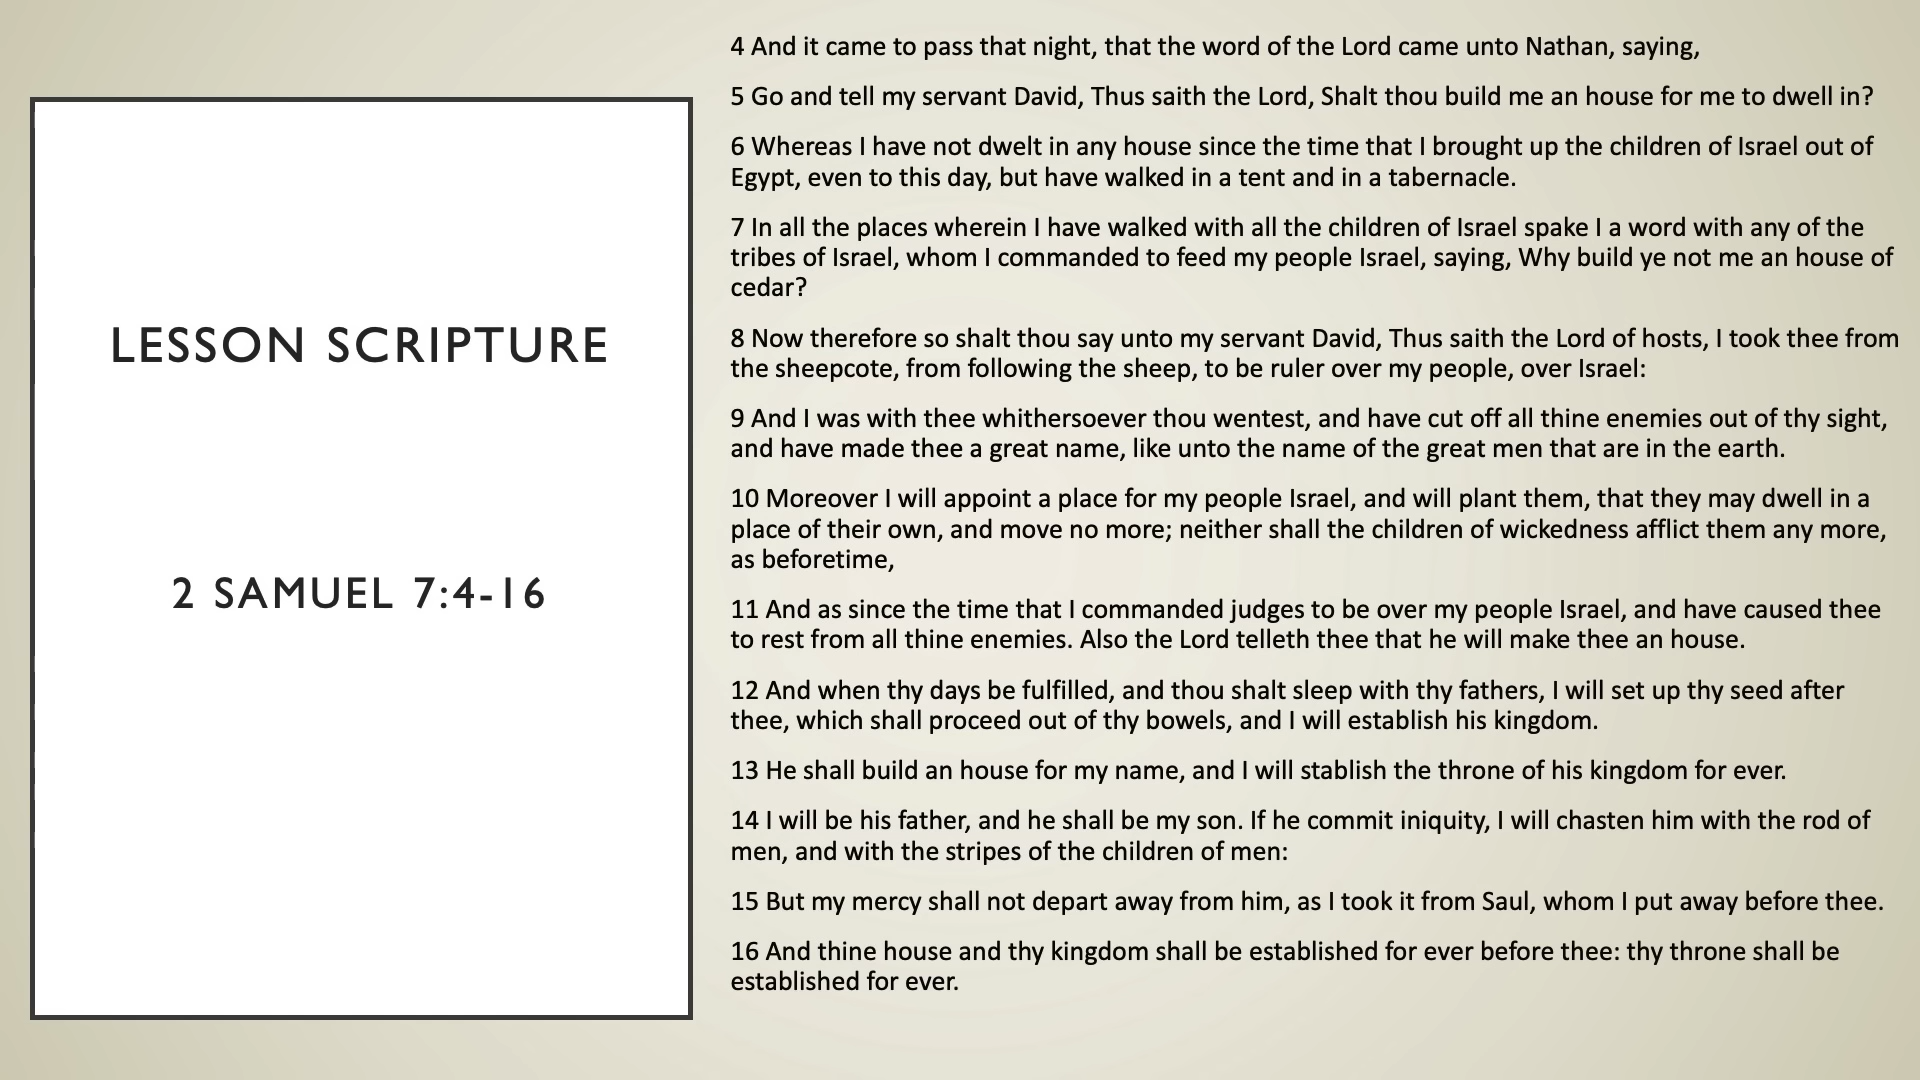 LESSON SCRIPTURE
2 SAMUEL 7:4-16
4 And it came to pass that night, that the word of the Lord came unto Nathan, saying,
5 Go and tell my servant David, Thus saith the Lord, Shalt thou build me an house for me to dwell in?
6 Whereas I have not dwelt in any house since the time that I brought up the children of Israel out of
Egypt, even to this day, but have walked in a tent and in a tabernacle.
7 In all the places wherein I have walked with all the children of Israel spake I a word with any of the
tribes of Israel, whom I commanded to feed my people Israel, saying, Why build ye not me an house of
cedar?
8 Now therefore so shalt thou say unto my servant David, Thus saith the Lord of hosts, I took thee from
the sheepcote, from following the sheep, to be ruler over my people, over Israel:
9 And I was with thee whithersoever thou wentest, and have cut off all thine enemies out of thy sight,
and have made thee a great name, like unto the name of the great men that are in the earth.
10 Moreover I will appoint a place for my people Israel, and will plant them, that they may dwell in a
place of their own, and move no more; neither shall the children of wickedness afflict them any more,
as beforetime,
11 And as since the time that I commanded judges to be over my people Israel, and have caused thee
to rest from all thine enemies. Also the Lord telleth thee that he will make thee an house.
12 And when thy days be fulfilled, and thou shalt sleep with thy fathers, I will set up thy seed after
thee, which shall proceed out of thy bowels, and I will establish his kingdom.
13 He shall build an house for my name, and I will stablish the throne of his kingdom for ever.
14 I will be his father, and he shall be my son. If he commit iniquity, I will chasten him with the rod of
men, and with the stripes of the children of men:
15 But my mercy shall not depart away from him, as I took it from Saul, whom I put away before thee.
16 And thine house and thy kingdom shall be established for ever before thee: thy throne shall be
established for ever.